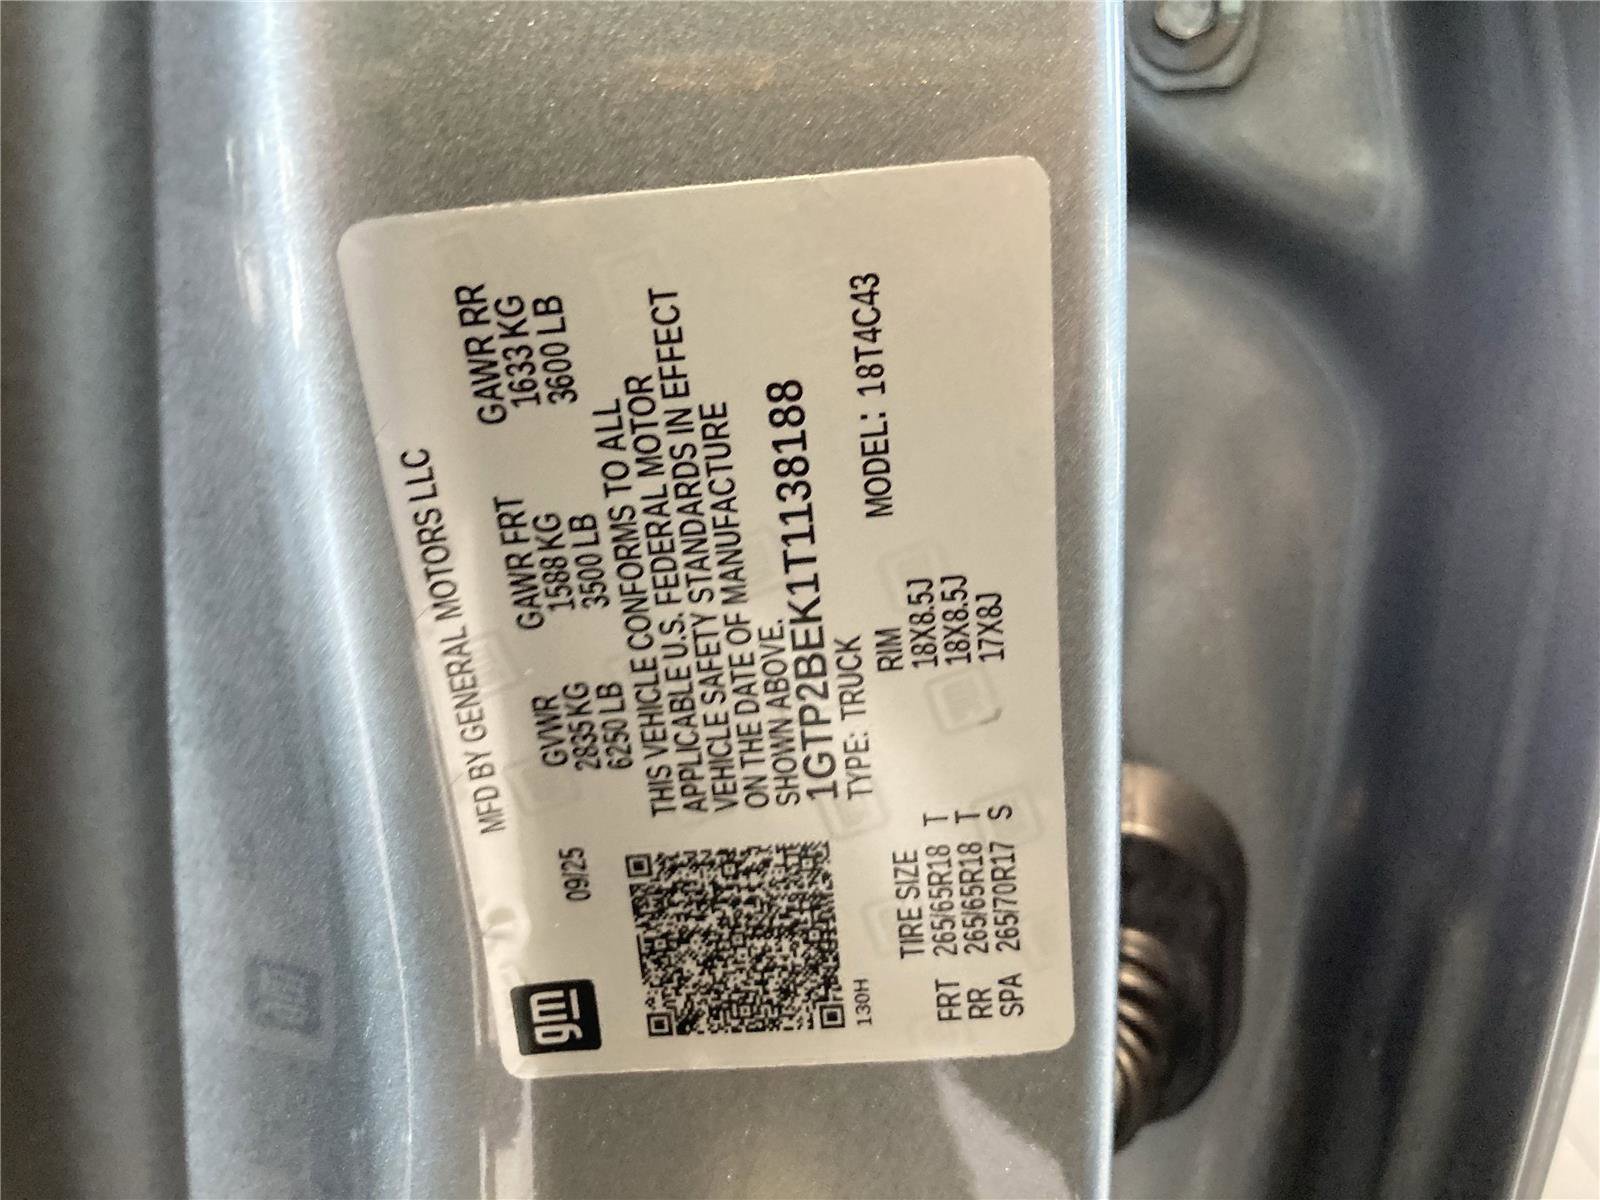 gm
MFD BY GENERAL MOTORS LLC
09/25
GVWR GAWR FRT GAWR RR
2835 KG 1588 KG 1633 KG
6250 LB 3500 LB 3600 LB
THIS VEHICLE CONFORMS TO ALL
APPLICABLE U.S. FEDERAL MOTOR
VEHICLE SAFETY STANDARDS IN EFFECT
ON THE DATE OF MANUFACTURE
SHOWN ABOVE.
1GTP2BEK1T1138188
TYPE: TRUCK MODEL: 18T4C43
130H
TIRE SIZE RIM
FRT 265/65R18 T 18X8.5J
RR 265/65R18 T 18X8.5J
SPA 265/70R17 S 17X8J